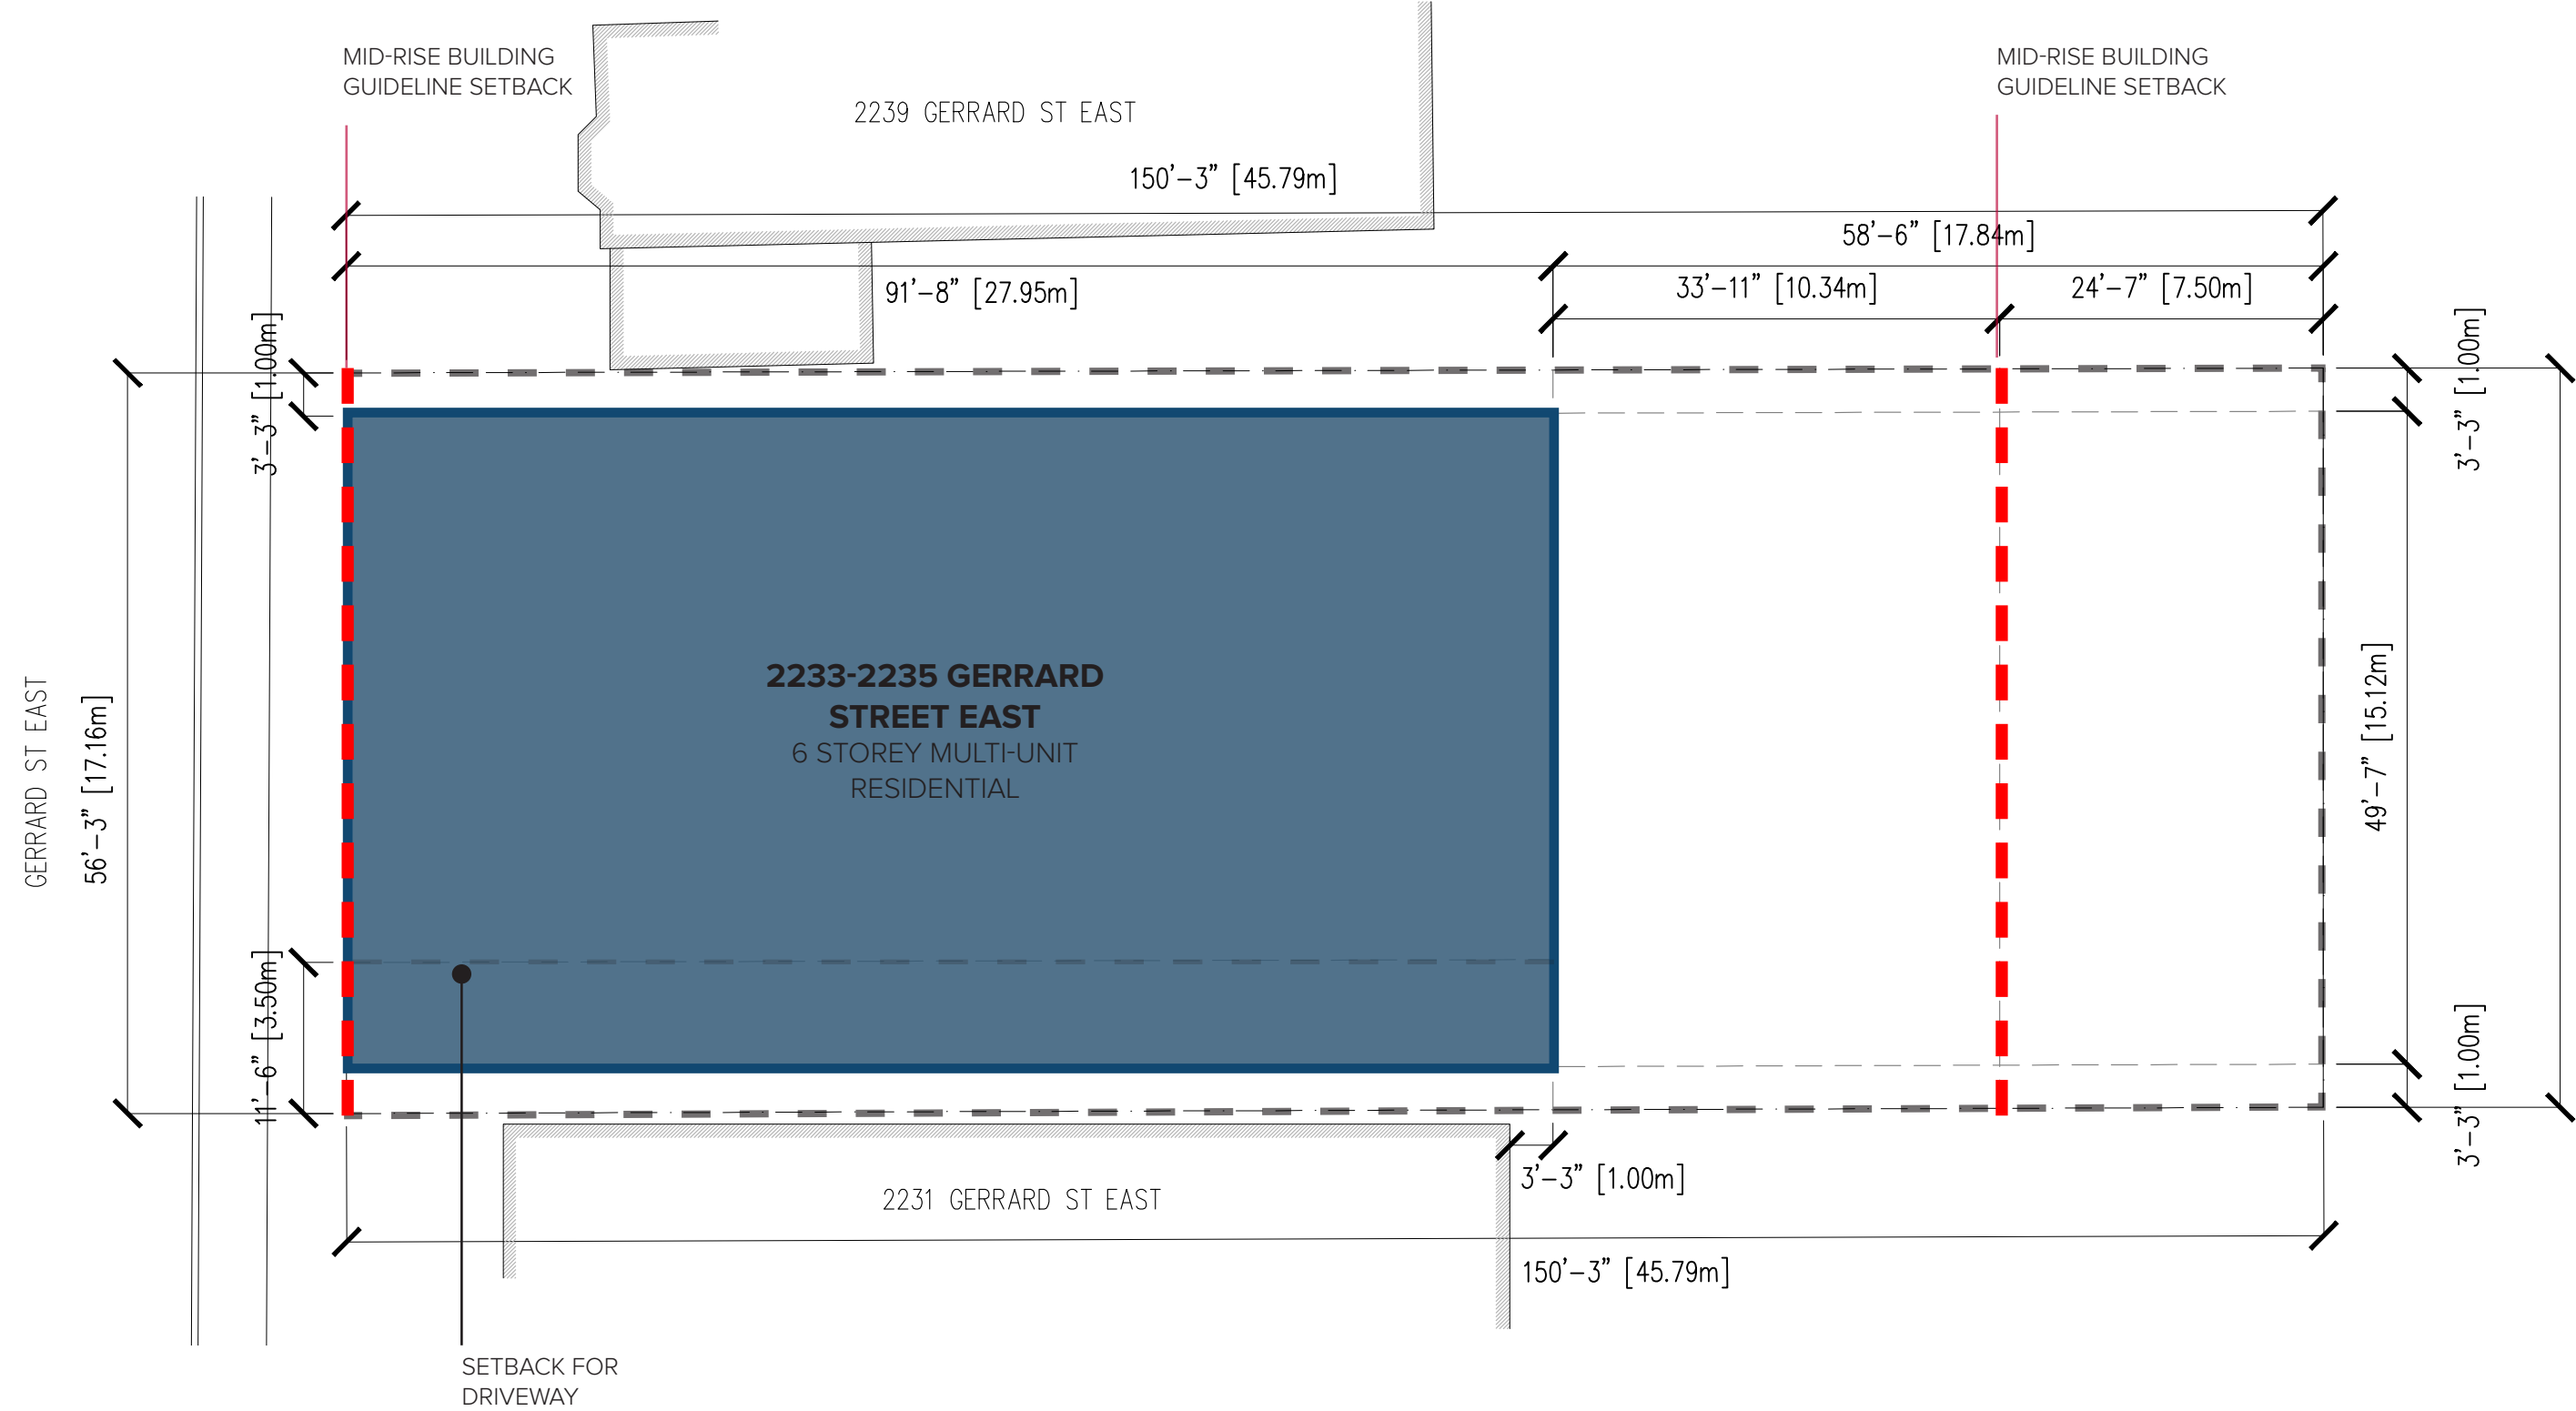 MID-RISE BUILDING
GUIDELINE SETBACK
MID-RISE BUILDING
GUIDELINE SETBACK
2239 GERRARD ST EAST
150'-3" [45.79m]
58'-6" [17.84m]
91'-8" [27.95m]
33'-11" [10.34m]
24'-7" [7.50m]
3'-3" [1.00m]
3'-3" [1.00m]
GERRARD ST EAST
56'-3" [17.16m]
2233-2235 GERRARD
STREET EAST
6 STOREY MULTI-UNIT
RESIDENTIAL
49'-7" [15.12m]
11'-6" [3.50m]
3'-3" [1.00m]
3'-3" [1.00m]
2231 GERRARD ST EAST
150'-3" [45.79m]
SETBACK FOR
DRIVEWAY